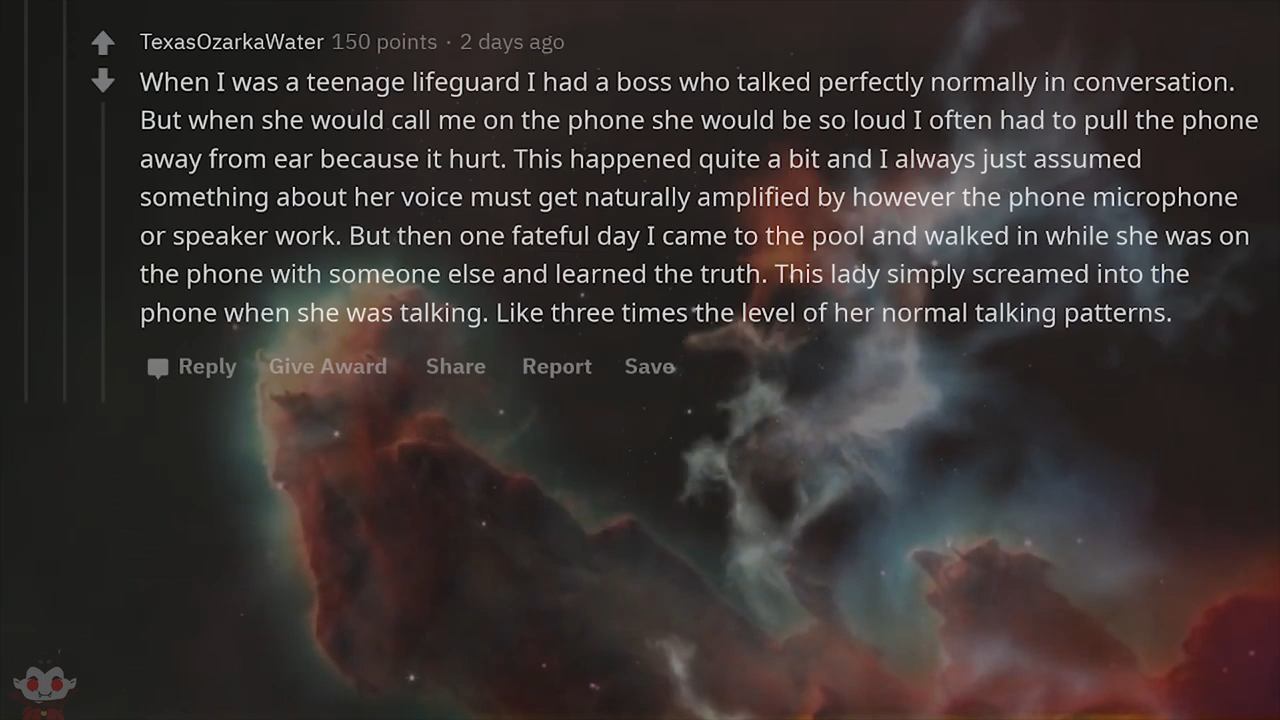 TexasOzarkaWater 150 points · 2 days ago
When I was a teenage lifeguard I had a boss who talked perfectly normally in conversation.
But when she would call me on the phone she would be so loud I often had to pull the phone
away from ear because it hurt. This happened quite a bit and I always just assumed
something about her voice must get naturally amplified by however the phone microphone
or speaker work. But then one fateful day I came to the pool and walked in while she was on
the phone with someone else and learned the truth. This lady simply screamed into the
phone when she was talking. Like three times the level of her normal talking patterns.
Reply Give Award Share Report Save